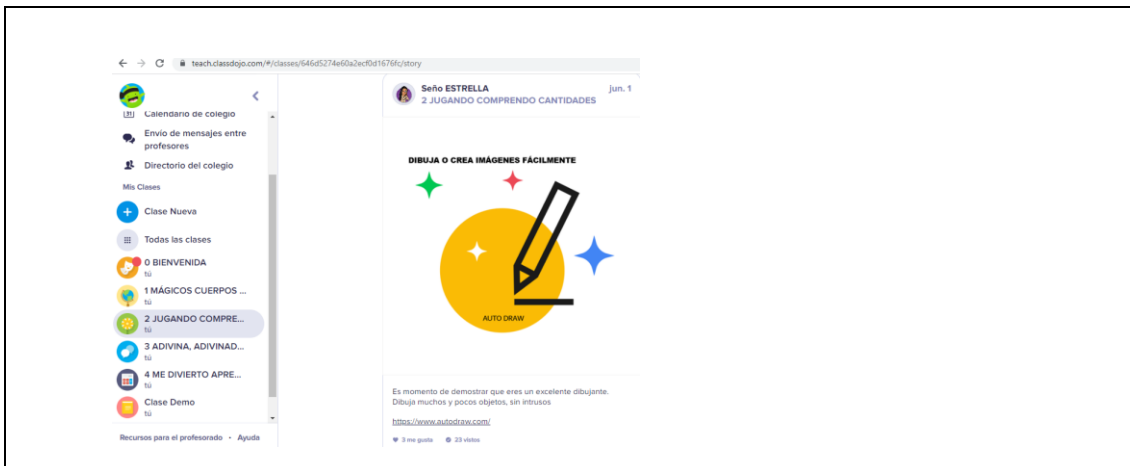 teach.classdojo.com/#/classes/646d5274e60a2ecf0d1676fc/story
Calendario de colegio
Envío de mensajes entre
profesores
Directorio del colegio
Mis Clases
Clase Nueva
Todas las clases
0 BIENVENIDA
tú
1 MÁGICOS CUERPOS ...
tú
2 JUGANDO COMPRE...
tú
3 ADIVINA, ADIVINAD...
tú
4 ME DIVIERTO APRE...
tú
Clase Demo
tú
Recursos para el profesorado · Ayuda
Seño ESTRELLA jun. 1
2 JUGANDO COMPRENDO CANTIDADES
DIBUJA O CREA IMÁGENES FÁCILMENTE
AUTO DRAW
Es momento de demostrar que eres un excelente dibujante.
Dibuja muchos y pocos objetos, sin intrusos
https://www.autodraw.com/
3 me gusta 23 vistos